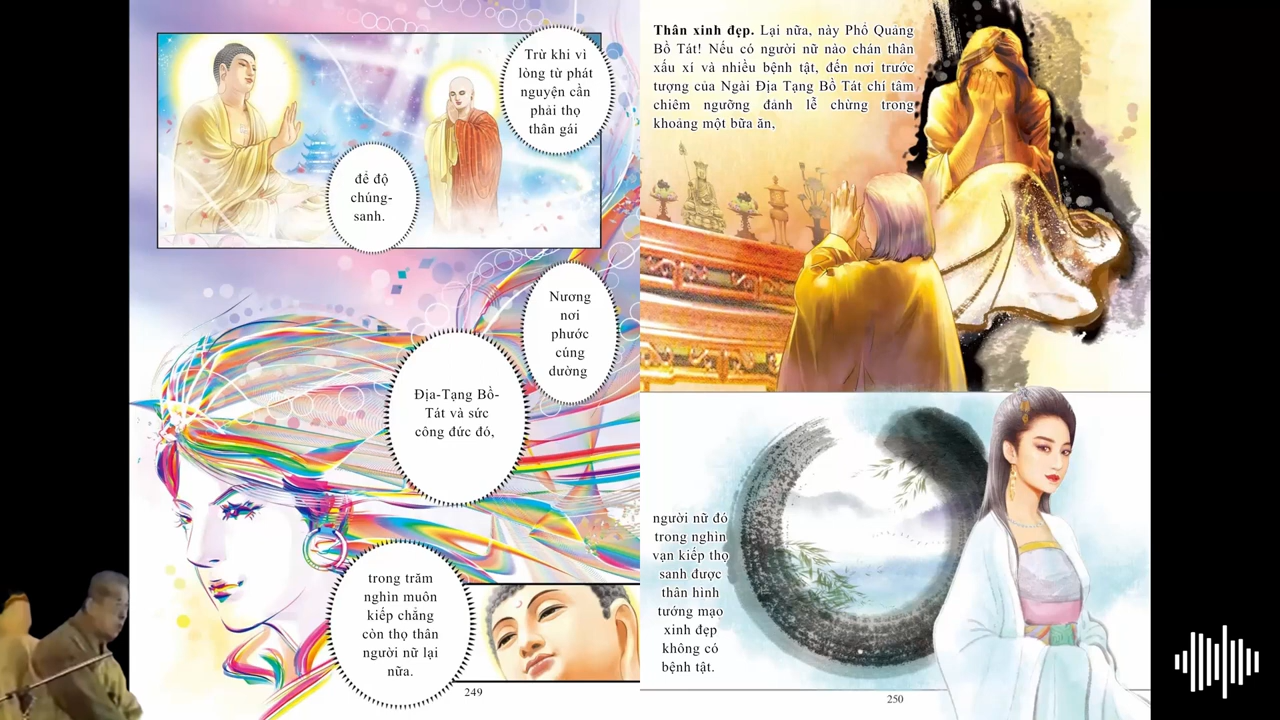 Trừ khi vì
lòng từ phát
nguyện cần
phải thọ
thân gái
để độ
chúng-
sanh.
Nương
nơi
phước
cúng
dường
Địa-Tạng Bồ-
Tát và sức
công đức đó,
trong trăm
nghìn muôn
kiếp chẳng
còn thọ thân
người nữ lại
nữa.
249
Thân xinh đẹp. Lại nữa, này Phổ Quảng
Bồ Tát! Nếu có người nữ nào chán thân
xấu xí và nhiều bệnh tật, đến nơi trước
tượng của Ngài Địa Tạng Bồ Tát chí tâm
chiêm ngưỡng đánh lễ chừng trong
khoảng một bữa ăn,
người nữ đó
trong nghìn
vạn kiếp thọ
sanh được
thân hình
tướng mạo
xinh đẹp
không có
bệnh tật.
250